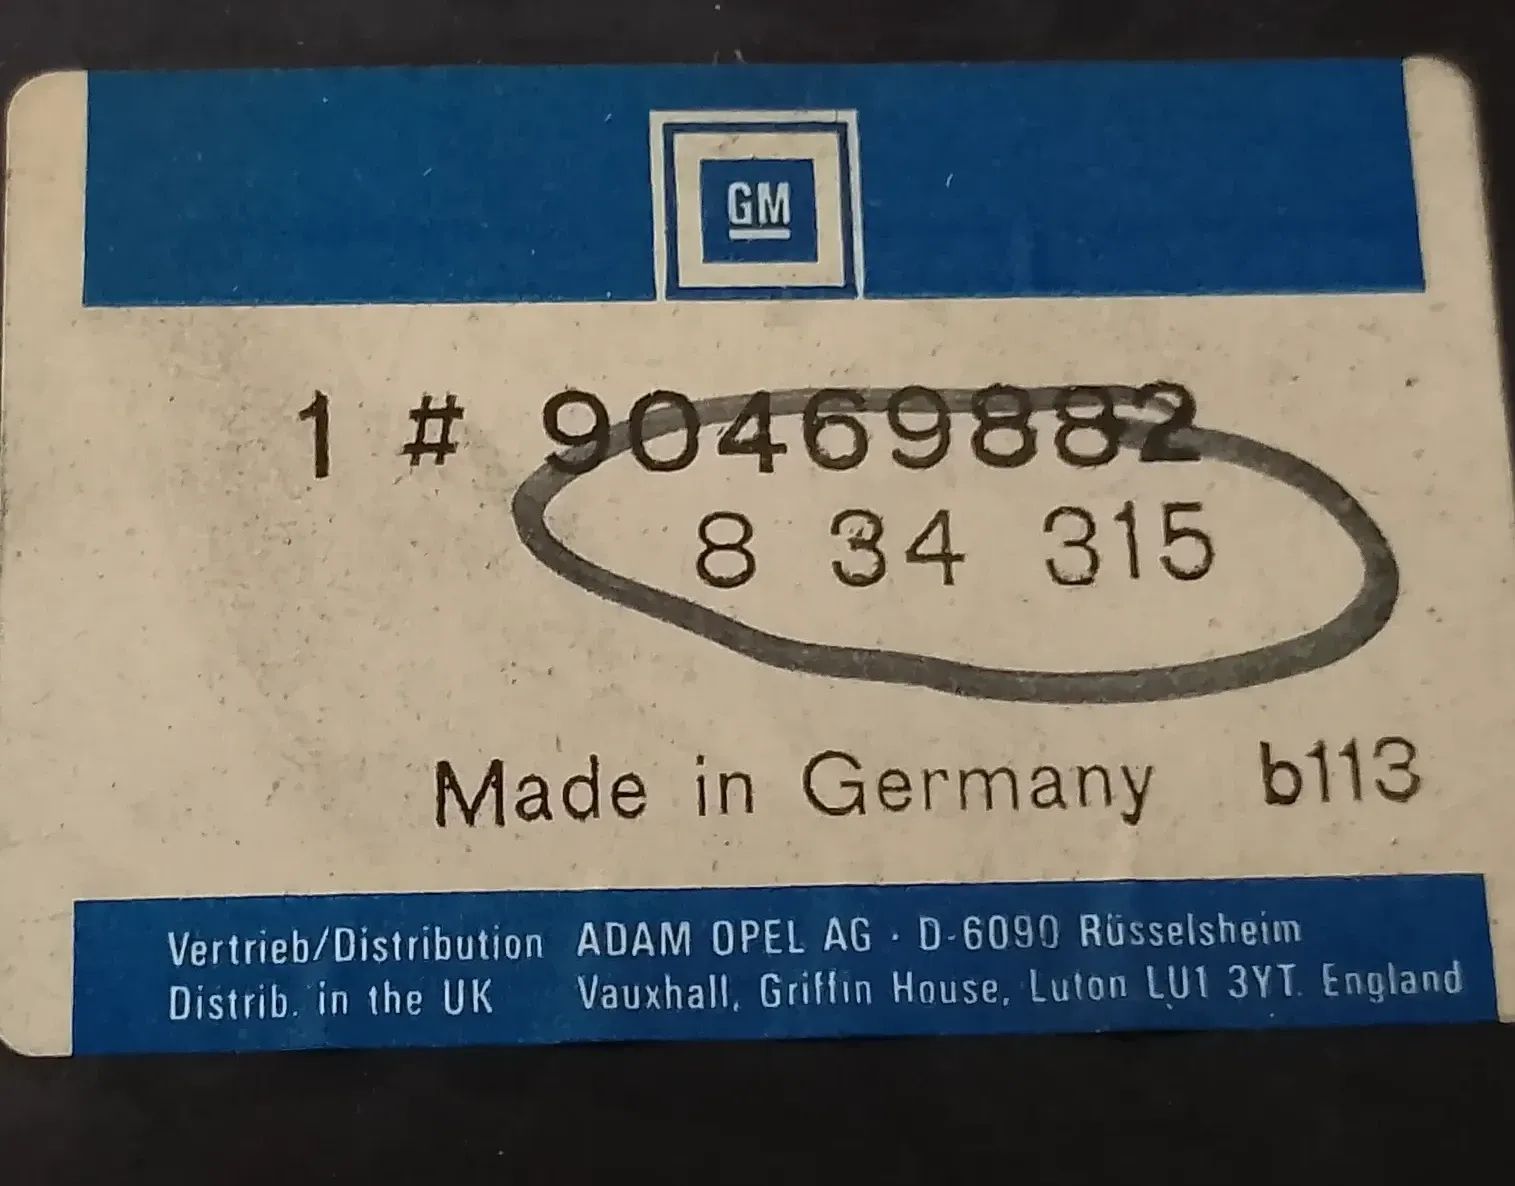 GM
1 # 90469882
8 34 315
Made in Germany b113
Vertrieb/Distribution ADAM OPEL AG · D-6090 Rüsselsheim
Distrib. in the UK Vauxhall, Griffin House, Luton LU1 3YT. England